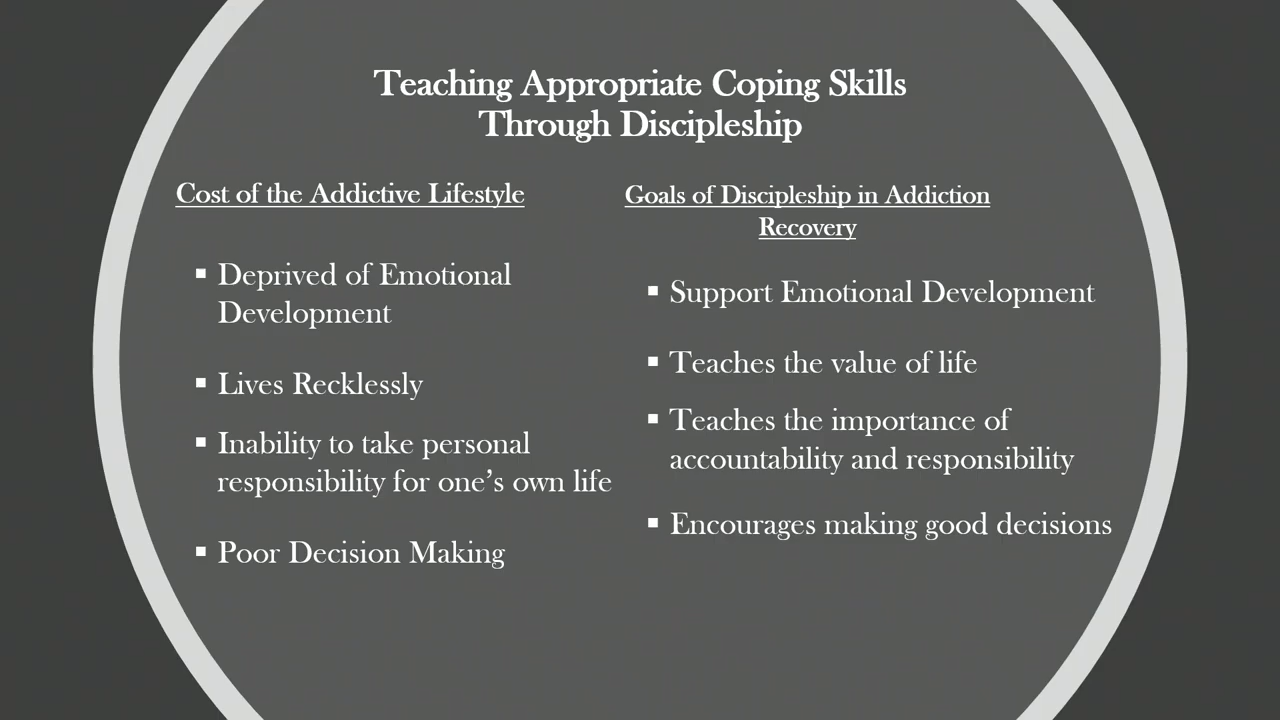 Teaching Appropriate Coping Skills
Through Discipleship
Cost of the Addictive Lifestyle
▪ Deprived of Emotional
Development
▪ Lives Recklessly
▪ Inability to take personal
responsibility for one’s own life
▪ Poor Decision Making
Goals of Discipleship in Addiction
Recovery
▪ Support Emotional Development
▪ Teaches the value of life
▪ Teaches the importance of
accountability and responsibility
▪ Encourages making good decisions